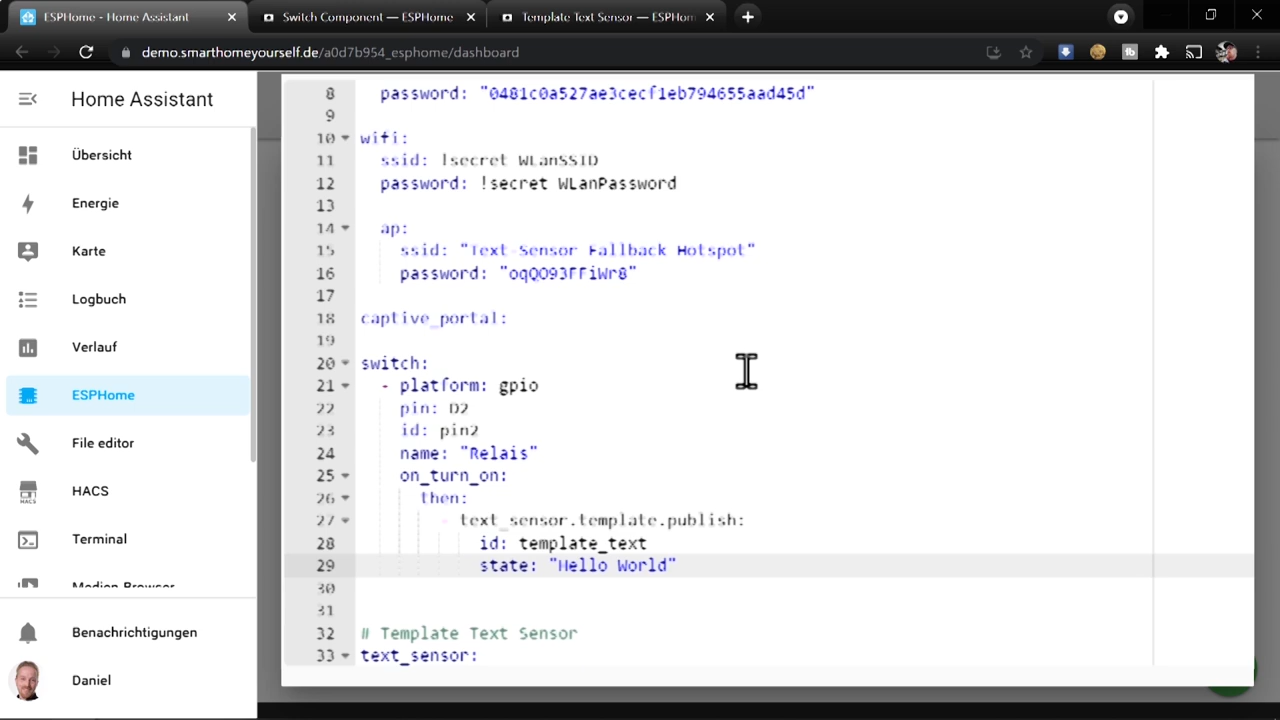 ESPHome - Home Assistant
Switch Component — ESPHome
Template Text Sensor — ESPHom
demo.smarthomeyourself.de/a0d7b954_esphome/dashboard
Home Assistant
Übersicht
Energie
Karte
Logbuch
Verlauf
ESPHome
File editor
HACS
HACS
Terminal
Medien-Browser
Benachrichtigungen
Daniel
8 password: "0481c0a527ae3cecf1eb794655aad45d"
9
10 wifi:
11 ssid: !secret WLanSSID
12 password: !secret WLanPassword
13
14 ap:
15 ssid: "Text-Sensor Fallback Hotspot"
16 password:
17
18 captive_portal:
19
20 switch:
21 - platform: gpio
22 pin: D2
23 id: pin2
24 name: "Relais"
25 on_turn_on:
26 then:
27 - text_sensor.template.publish:
28 id: template_text
29 state: "Hello World"
30
31
32 # Template Text Sensor
33 text_sensor: